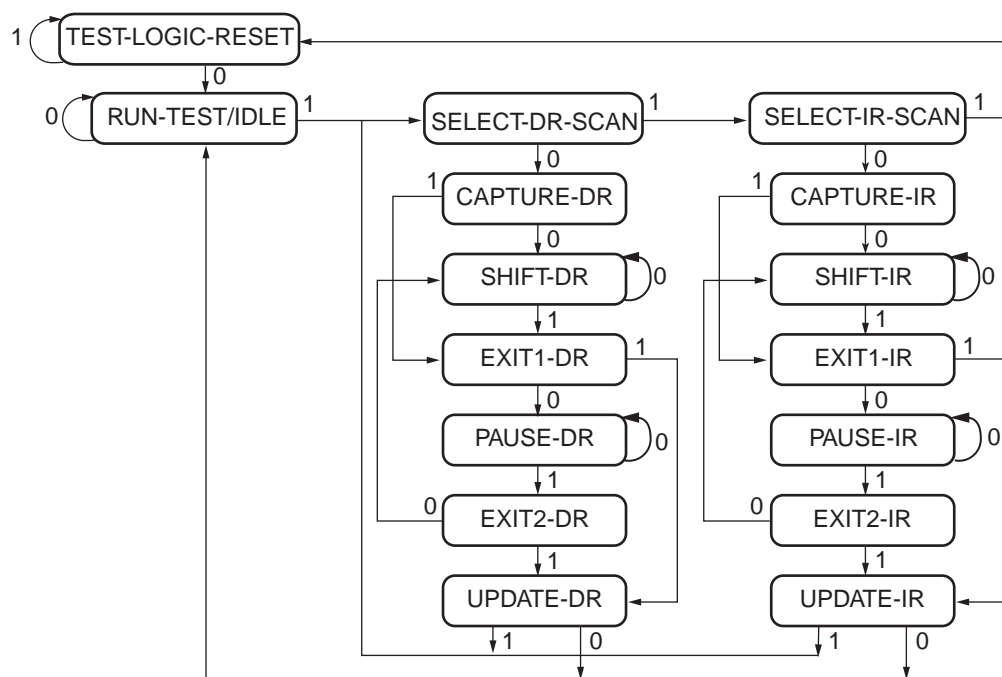 1 TEST-LOGIC-RESET
0
0 RUN-TEST/IDLE 1 SELECT-DR-SCAN 1 SELECT-IR-SCAN 1
0 0
1 CAPTURE-DR 1 CAPTURE-IR
0 0
SHIFT-DR 0 SHIFT-IR 0
1 1
EXIT1-DR 1 EXIT1-IR 1
0 0
PAUSE-DR 0 PAUSE-IR 0
1 1
0 EXIT2-DR 0 EXIT2-IR
1 1
UPDATE-DR UPDATE-IR
1 0 1 0